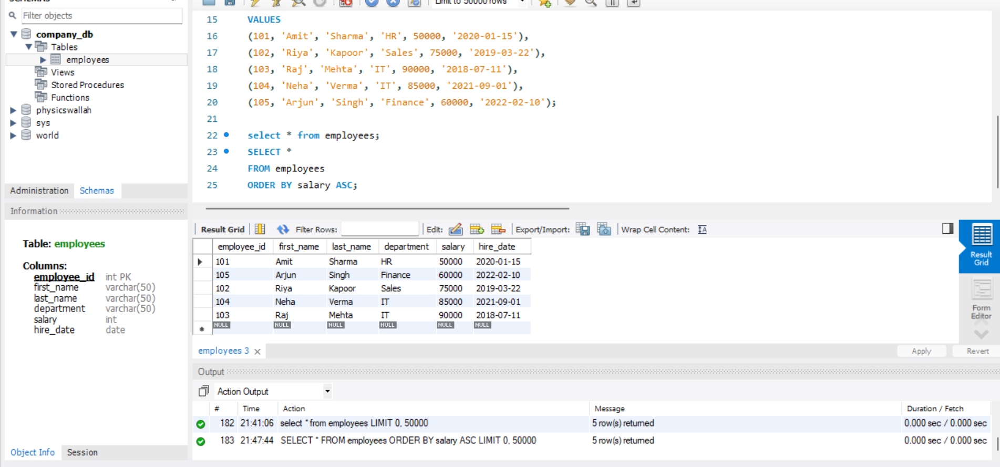 SCHEMAS
Filter objects
company_db
Tables
employees
Views
Stored Procedures
Functions
physicswallah
sys
world
Administration Schemas
Information
Table: employees
Columns:
employee_id int PK
first_name varchar(50)
last_name varchar(50)
department varchar(50)
salary int
hire_date date
Object Info Session
Limit to 50000 rows
15 VALUES
16 (101, 'Amit', 'Sharma', 'HR', 50000, '2020-01-15'),
17 (102, 'Riya', 'Kapoor', 'Sales', 75000, '2019-03-22'),
18 (103, 'Raj', 'Mehta', 'IT', 90000, '2018-07-11'),
19 (104, 'Neha', 'Verma', 'IT', 85000, '2021-09-01'),
20 (105, 'Arjun', 'Singh', 'Finance', 60000, '2022-02-10');
21
22 select * from employees;
23 SELECT *
24 FROM employees
25 ORDER BY salary ASC;
Result Grid Filter Rows: Edit: Export/Import: Wrap Cell Content:
employee_id first_name last_name department salary hire_date
101 Amit Sharma HR 50000 2020-01-15
105 Arjun Singh Finance 60000 2022-02-10
102 Riya Kapoor Sales 75000 2019-03-22
104 Neha Verma IT 85000 2021-09-01
103 Raj Mehta IT 90000 2018-07-11
NULL NULL NULL NULL NULL NULL
Result
Grid
Form
Editor
employees 3
Apply Revert
Output
Action Output
# Time Action Message Duration / Fetch
182 21:41:06 select * from employees LIMIT 0, 50000 5 row(s) returned 0.000 sec / 0.000 sec
183 21:47:44 SELECT * FROM employees ORDER BY salary ASC LIMIT 0, 50000 5 row(s) returned 0.000 sec / 0.000 sec